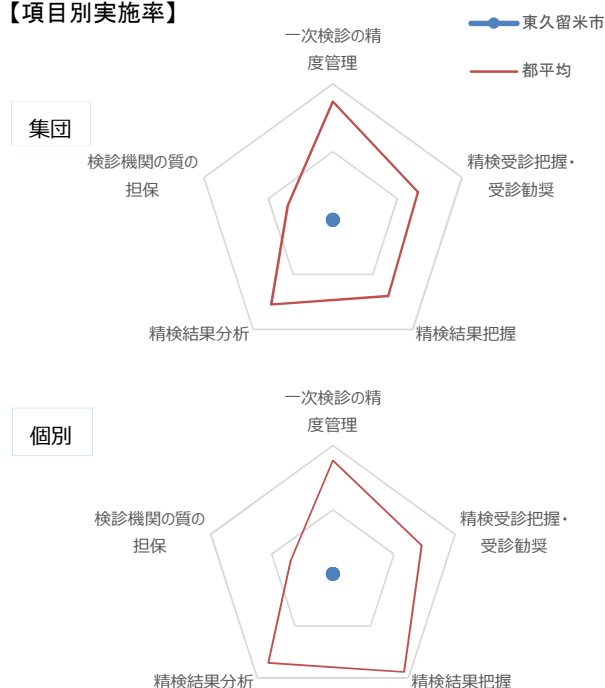 【項目別実施率】
東久留米市
都平均
集団
一次検診の精
度管理
精検受診把握・
受診勧奨
精検結果把握
精検結果分析
検診機関の質の
担保
個別
一次検診の精
度管理
精検受診把握・
受診勧奨
精検結果把握
精検結果分析
検診機関の質の
担保